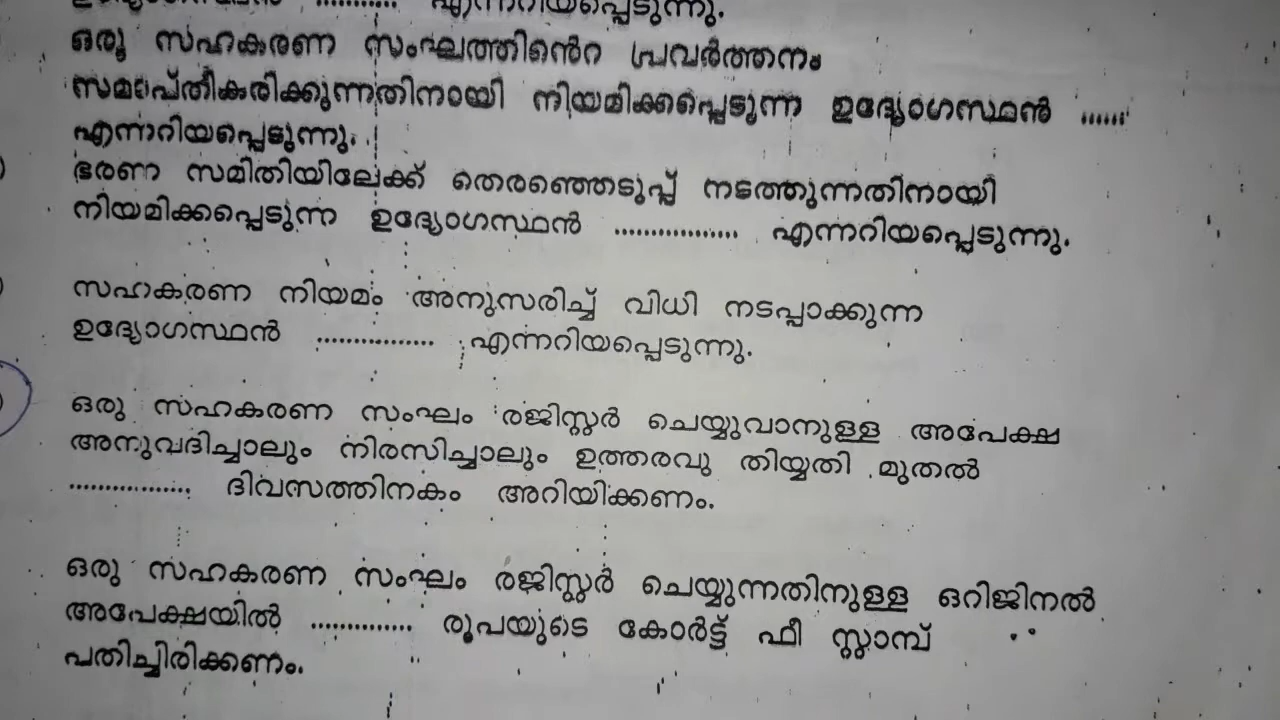 ഉദ്യോഗസ്ഥൻ ........... എന്നറിയപ്പെടുന്നു.
ഒരു സഹകരണ സംഘത്തിൻെറ പ്രവർത്തനം
സമാപ്തീകരിക്കുന്നതിനായി നിയമിക്കപ്പെടുന്ന ഉദ്യോഗസ്ഥൻ ......
എന്നറിയപ്പെടുന്നു.
ഭരണ സമിതിയിലേക്ക് തെരഞ്ഞെടുപ്പ് നടത്തുന്നതിനായി
നിയമിക്കപ്പെടുന്ന ഉദ്യോഗസ്ഥൻ ................. എന്നറിയപ്പെടുന്നു.
സഹകരണ നിയമം അനുസരിച്ച് വിധി നടപ്പാക്കുന്ന
ഉദ്യോഗസ്ഥൻ ................ എന്നറിയപ്പെടുന്നു.
ഒരു സഹകരണ സംഘം രജിസ്റ്റർ ചെയ്യുവാനുള്ള അപേക്ഷ
അനുവദിച്ചാലും നിരസിച്ചാലും ഉത്തരവു തിയ്യതി മുതൽ
................. ദിവസത്തിനകം അറിയിക്കണം.
ഒരു സഹകരണ സംഘം രജിസ്റ്റർ ചെയ്യുന്നതിനുള്ള ഒറിജിനൽ
അപേക്ഷയിൽ .............. രൂപയുടെ കോർട്ട് ഫീ സ്റ്റാമ്പ്
പതിച്ചിരിക്കണം.